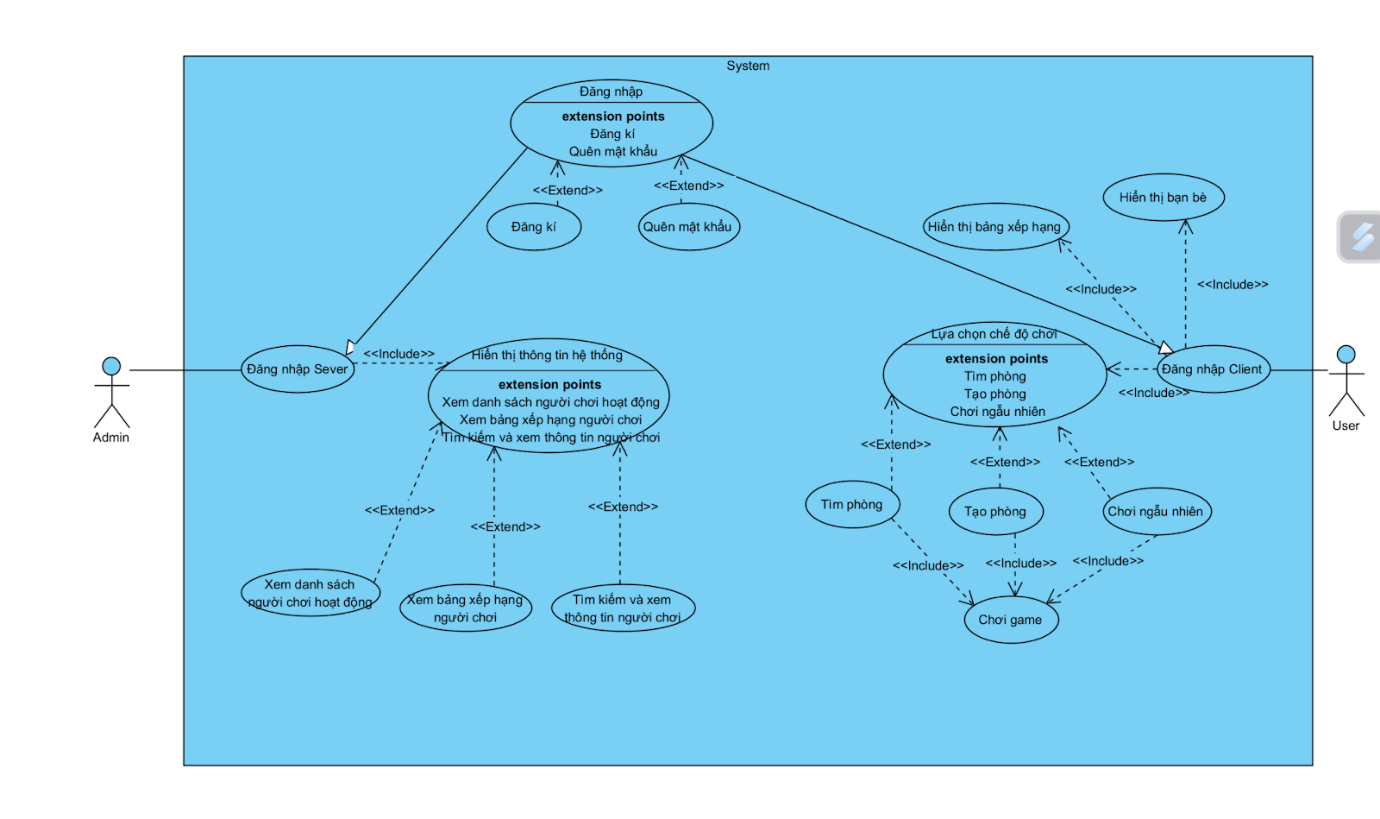 System
Đăng nhập
extension points
Đăng kí
Quên mật khẩu
<<Extend>>
<<Extend>>
Đăng kí
Quên mật khẩu
Hiển thị bạn bè
Hiển thị bảng xếp hạng
<<Include>>
<<Include>>
Admin
Đăng nhập Sever
<<Include>>
Hiển thị thông tin hệ thống
extension points
Xem danh sách người chơi hoạt động
Xem bảng xếp hạng người chơi
Tìm kiếm và xem thông tin người chơi
<<Extend>>
<<Extend>>
<<Extend>>
Xem danh sách
người chơi hoạt động
Xem bảng xếp hạng
người chơi
Tìm kiếm và xem
thông tin người chơi
Lựa chọn chế độ chơi
extension points
Tìm phòng
Tạo phòng
Chơi ngẫu nhiên
<<Include>>
Đăng nhập Client
User
<<Extend>>
<<Extend>>
<<Extend>>
Tìm phòng
Tạo phòng
Chơi ngẫu nhiên
<<Include>>
<<Include>>
<<Include>>
Chơi game